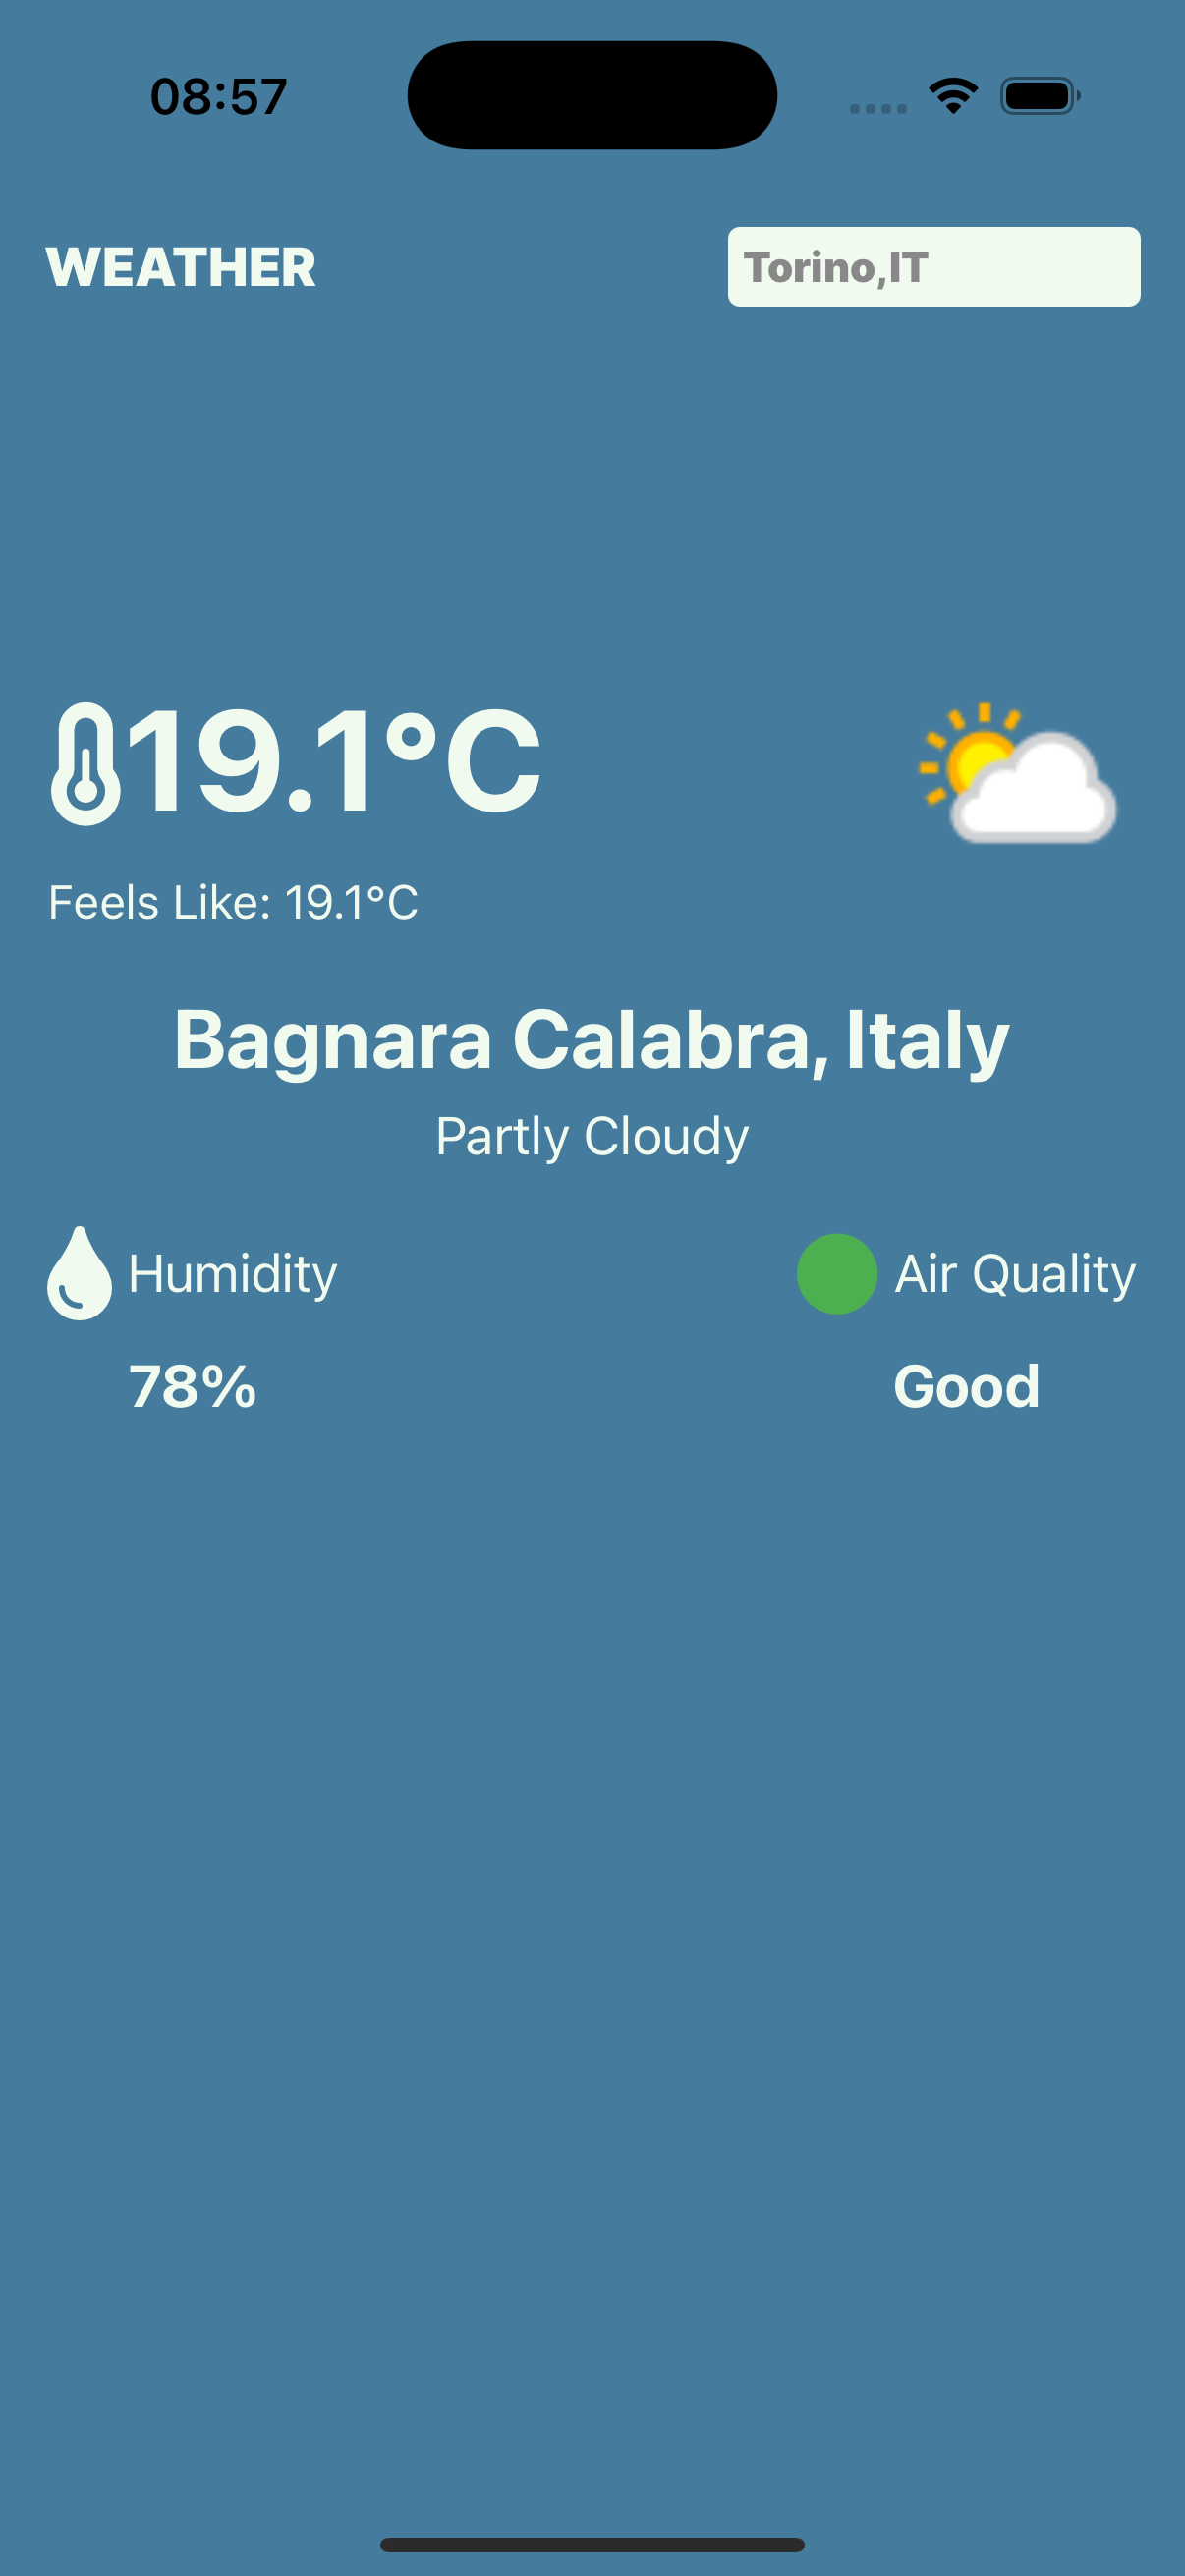 08:57
WEATHER
Torino,IT
19.1°C
Feels Like: 19.1°C
Bagnara Calabra, Italy
Partly Cloudy
Humidity
Air Quality
78%
Good